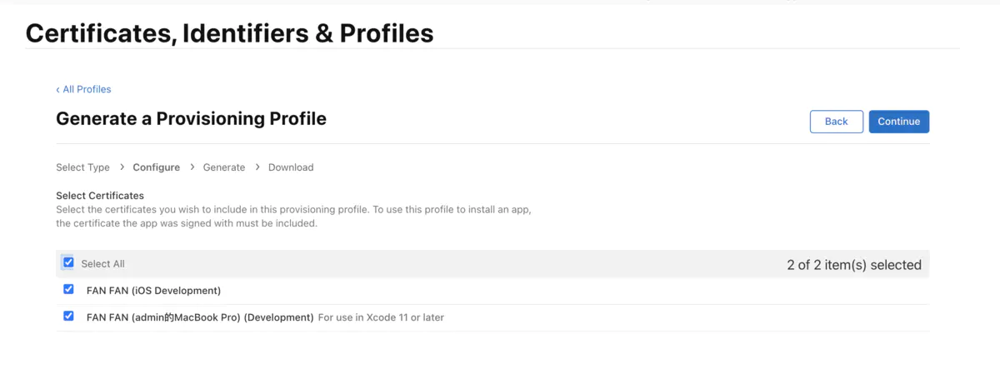 Certificates, Identifiers & Profiles
‹ All Profiles
Generate a Provisioning Profile
Back
Continue
Select Type > Configure > Generate > Download
Select Certificates
Select the certificates you wish to include in this provisioning profile. To use this profile to install an app,
the certificate the app was signed with must be included.
Select All
2 of 2 item(s) selected
FAN FAN (iOS Development)
FAN FAN (admin的MacBook Pro) (Development) For use in Xcode 11 or later